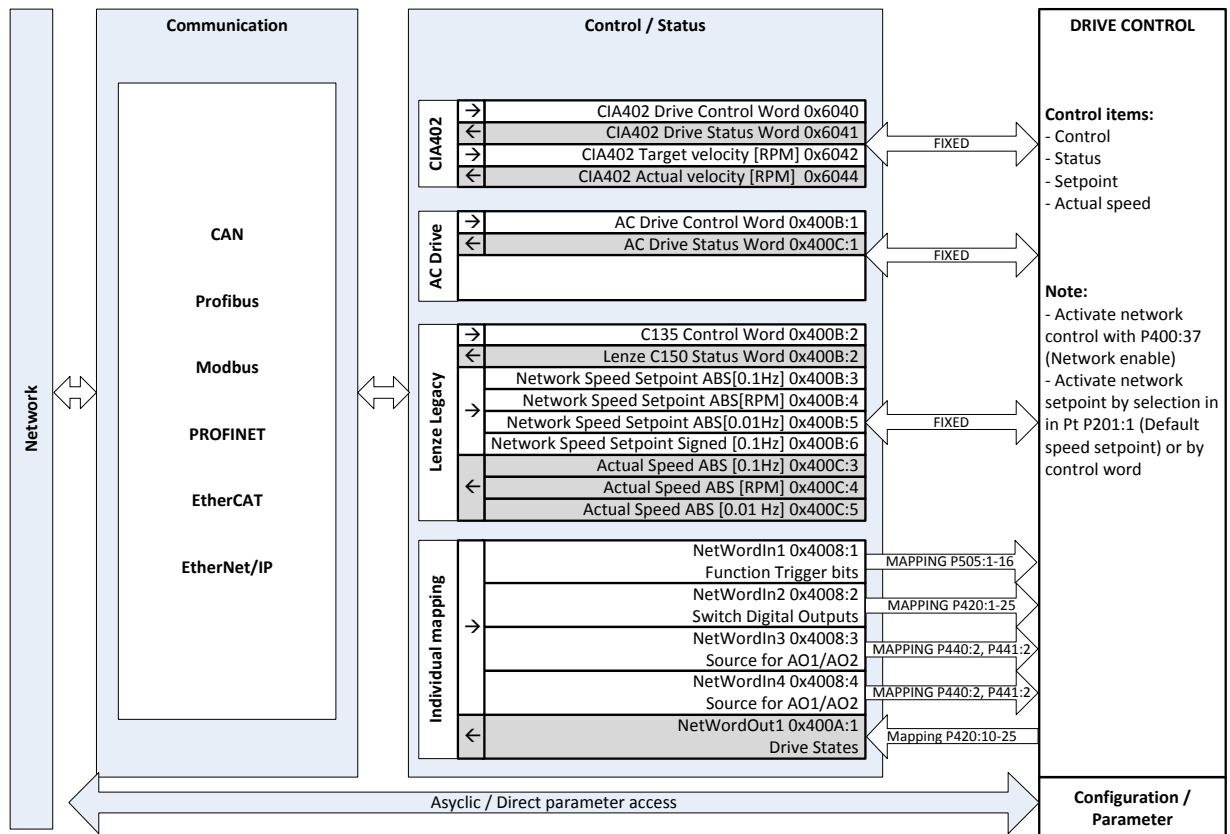 Network
Communication
CAN
Profibus
Modbus
PROFINET
EtherCAT
EtherNet/IP
Control / Status
CIA402
→ CIA402 Drive Control Word 0x6040
← CIA402 Drive Status Word 0x6041
→ CIA402 Target velocity [RPM] 0x6042
← CIA402 Actual velocity [RPM] 0x6044
FIXED
AC Drive
→ AC Drive Control Word 0x400B:1
← AC Drive Status Word 0x400C:1
FIXED
Lenze Legacy
→ C135 Control Word 0x400B:2
← Lenze C150 Status Word 0x400B:2
→
Network Speed Setpoint ABS[0.1Hz] 0x400B:3
Network Speed Setpoint ABS[RPM] 0x400B:4
Network Speed Setpoint ABS[0.01Hz] 0x400B:5
Network Speed Setpoint Signed [0.1Hz] 0x400B:6
←
Actual Speed ABS [0.1Hz] 0x400C:3
Actual Speed ABS [RPM] 0x400C:4
Actual Speed ABS [0.01 Hz] 0x400C:5
FIXED
Individual mapping
→
NetWordIn1 0x4008:1
Function Trigger bits
MAPPING P505:1-16
NetWordIn2 0x4008:2
Switch Digital Outputs
MAPPING P420:1-25
NetWordIn3 0x4008:3
Source for AO1/AO2
MAPPING P440:2, P441:2
NetWordIn4 0x4008:4
Source for AO1/AO2
MAPPING P440:2, P441:2
←
NetWordOut1 0x400A:1
Drive States
Mapping P420:10-25
DRIVE CONTROL
Control items:
- Control
- Status
- Setpoint
- Actual speed
Note:
- Activate network
control with P400:37
(Network enable)
- Activate network
setpoint by selection in
in Pt P201:1 (Default
speed setpoint) or by
control word
Asyclic / Direct parameter access
Configuration /
Parameter